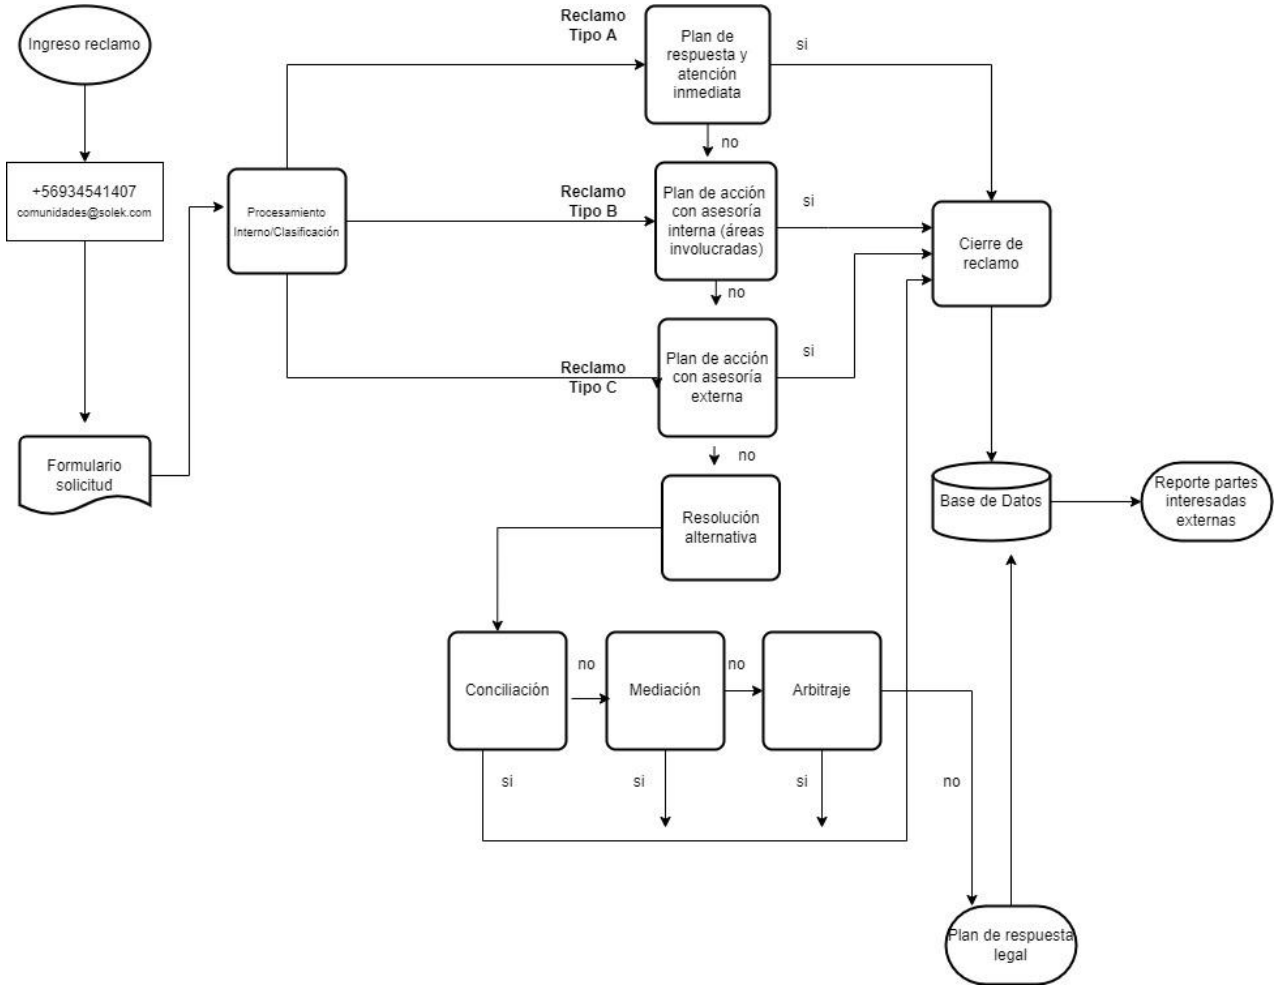 Ingreso reclamo
+56934541407
comunidades@solek.com
Formulario
solicitud
Procesamiento
Interno/Clasificación
Reclamo
Tipo A
Plan de
respuesta y
atención
inmediata
si
no
Reclamo
Tipo B
Plan de acción
con asesoría
interna (áreas
involucradas)
si
no
Reclamo
Tipo C
Plan de acción
con asesoría
externa
si
no
Cierre de
reclamo
Resolución
alternativa
Base de Datos
Reporte partes
interesadas
externas
Conciliación
no
Mediación
no
Arbitraje
si
si
si
no
Plan de respuesta
legal